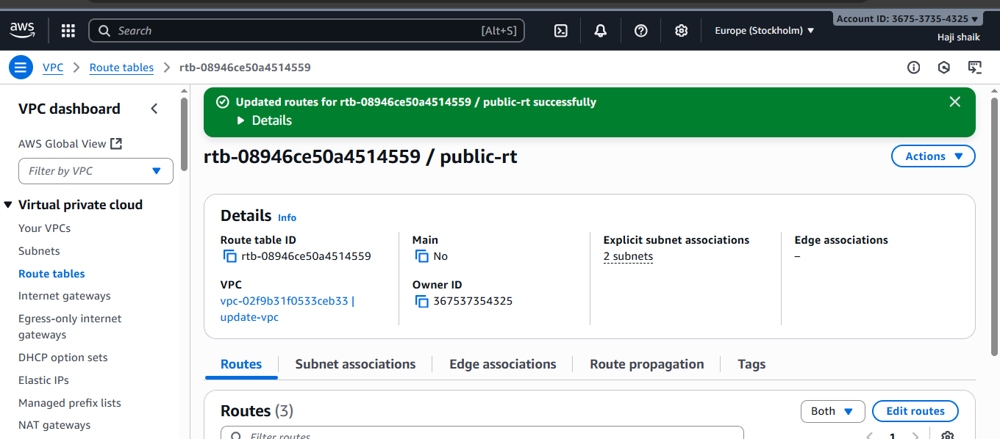 aws
Search
[Alt+S]
Europe (Stockholm)
Account ID: 3675-3735-4325
Haji shaik
VPC
Route tables
rtb-08946ce50a4514559
VPC dashboard
AWS Global View
Filter by VPC
Virtual private cloud
Your VPCs
Subnets
Route tables
Internet gateways
Egress-only internet
gateways
DHCP option sets
Elastic IPs
Managed prefix lists
NAT gateways
Updated routes for rtb-08946ce50a4514559 / public-rt successfully
Details
rtb-08946ce50a4514559 / public-rt
Actions
Details Info
Route table ID
rtb-08946ce50a4514559
VPC
vpc-02f9b31f0533ceb33 |
update-vpc
Main
No
Owner ID
367537354325
Explicit subnet associations
2 subnets
Edge associations
–
Routes
Subnet associations
Edge associations
Route propagation
Tags
Routes (3)
Both
Edit routes
Filter routes
1